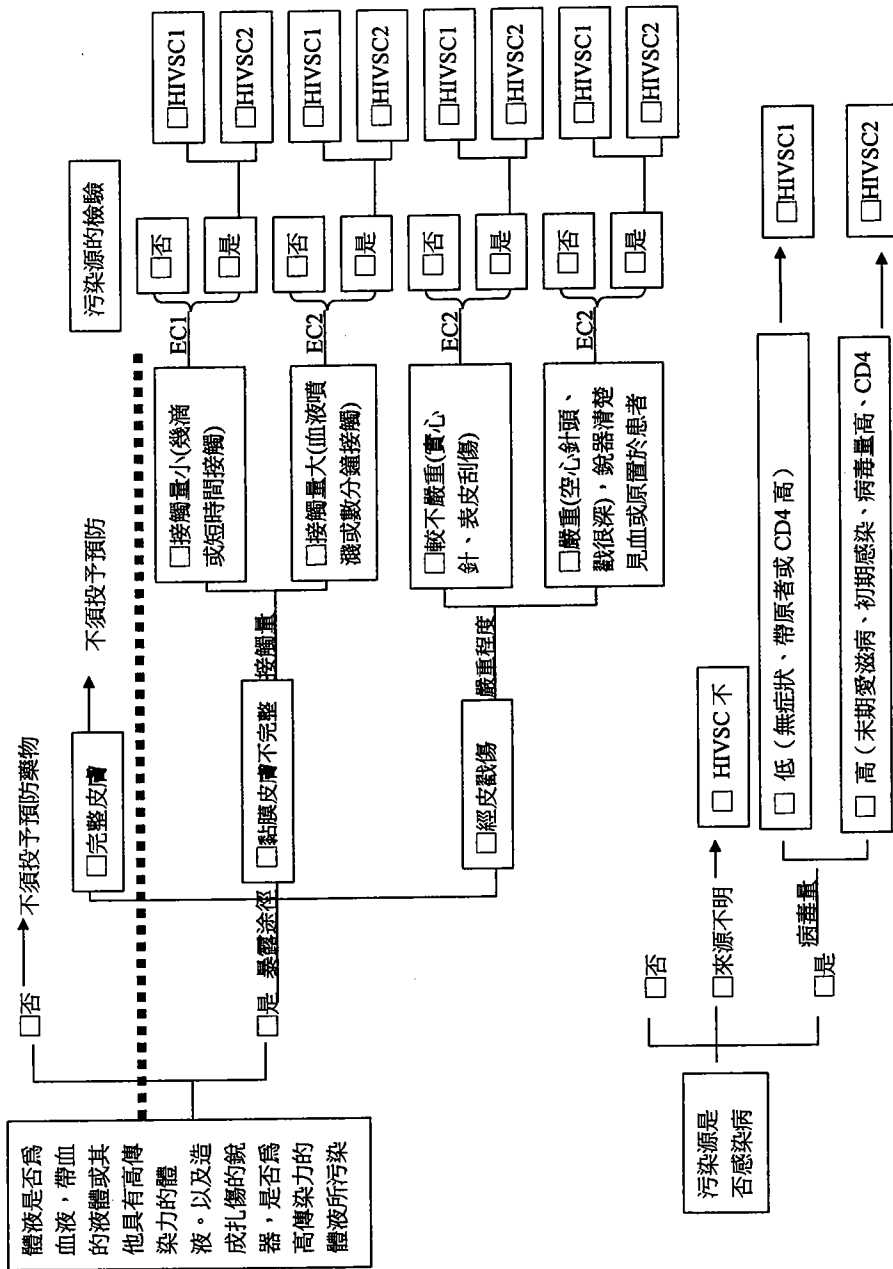 體液是否為
血液，帶血
的液體或其
他具有高傳
染力的體
液。以及造
成扎傷的銳
器，是否為
高傳染力的
體液所污染
□否
不須投予預防藥物
□是
暴露途徑
□完整皮膚
不須投予預防
□黏膜皮膚不完整
接觸量
□經皮戳傷
嚴重程度
□接觸量小(幾滴
或短時間接觸)
□接觸量大(血液噴
濺或數分鐘接觸)
□較不嚴重(實心
針、表皮刮傷)
□嚴重(空心針頭、
戳很深)，銳器清楚
見血或原置於患者
污染源的檢驗
EC1
□否
□是
□HIVSC1
□HIVSC2
EC2
□否
□是
□HIVSC1
□HIVSC2
EC2
□否
□是
□HIVSC1
□HIVSC2
EC2
□否
□是
□HIVSC1
□HIVSC2
污染源是
否感染病
□否
□來源不明
□ HIVSC 不
□是
病毒量
□ 低（無症狀、帶原者或 CD4 高）
□HIVSC1
□ 高（末期愛滋病、初期感染、病毒量高、CD4
□HIVSC2